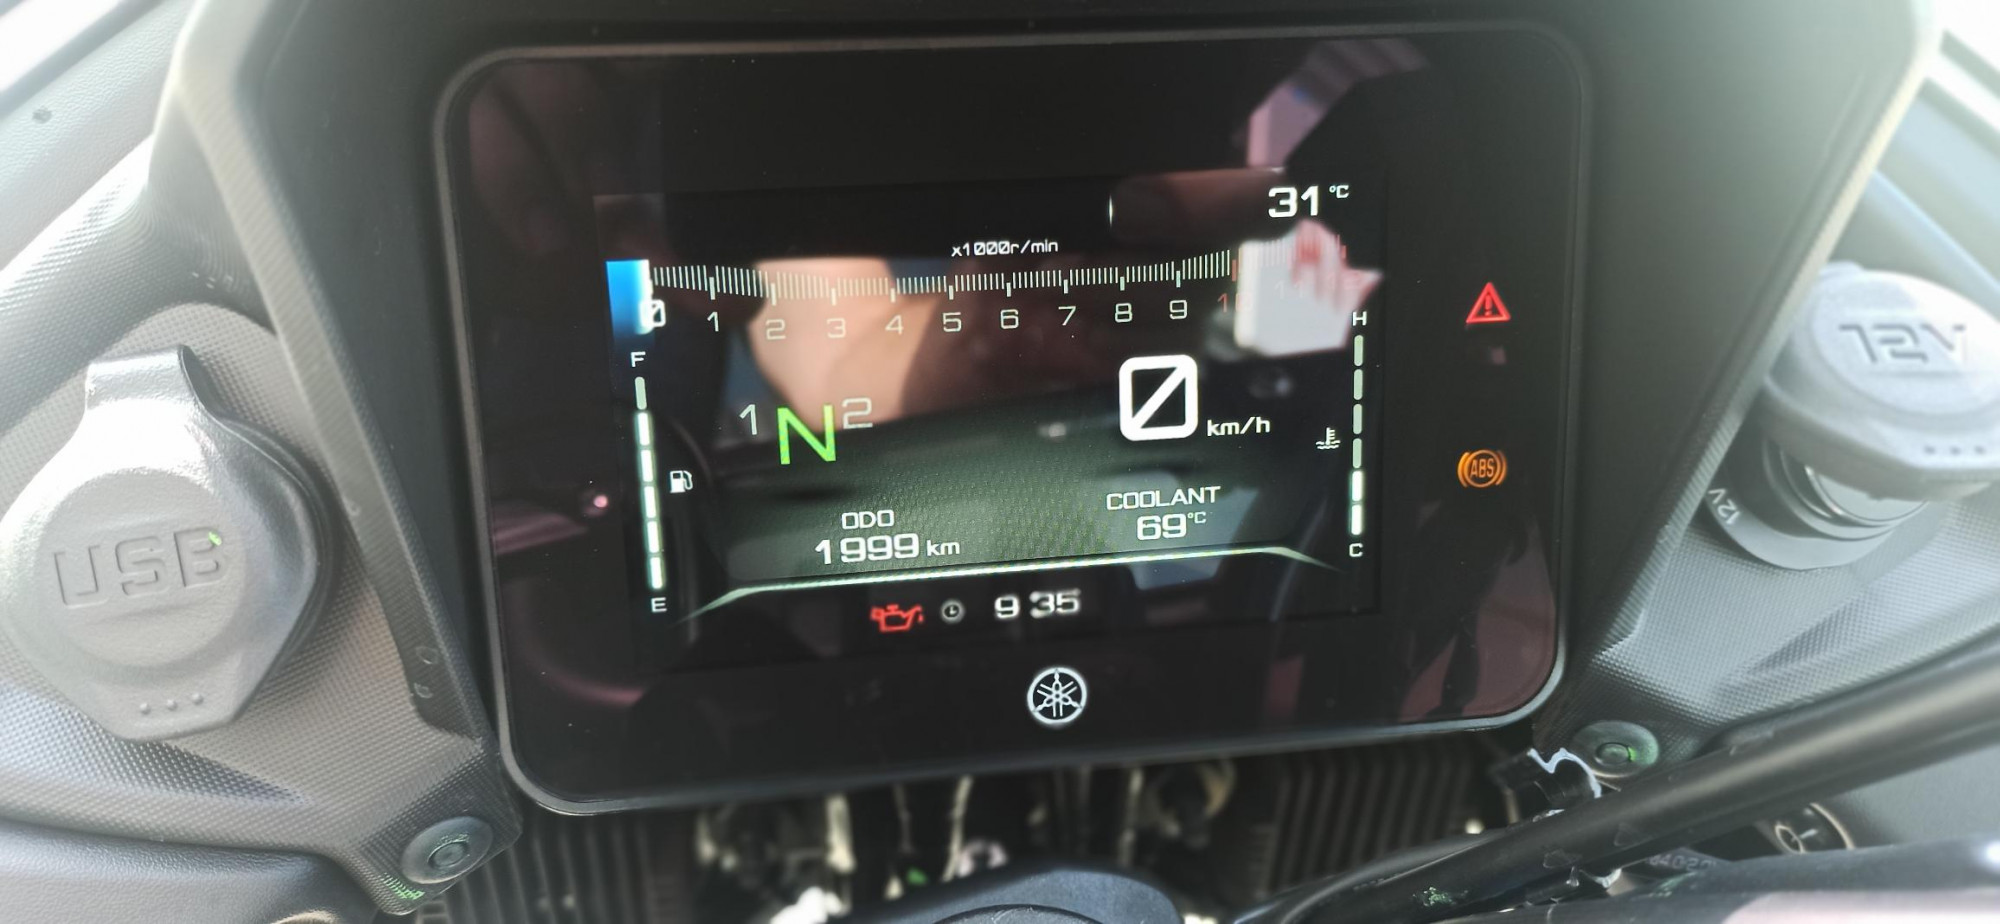 31 °C
x1000r/min
0 1 2 3 4 5 6 7 8 9
H
F
1 N 2
0 km/h
ABS
12V
12V
USB
ODO
1999 km
COOLANT
69 °C
C
E
9 35